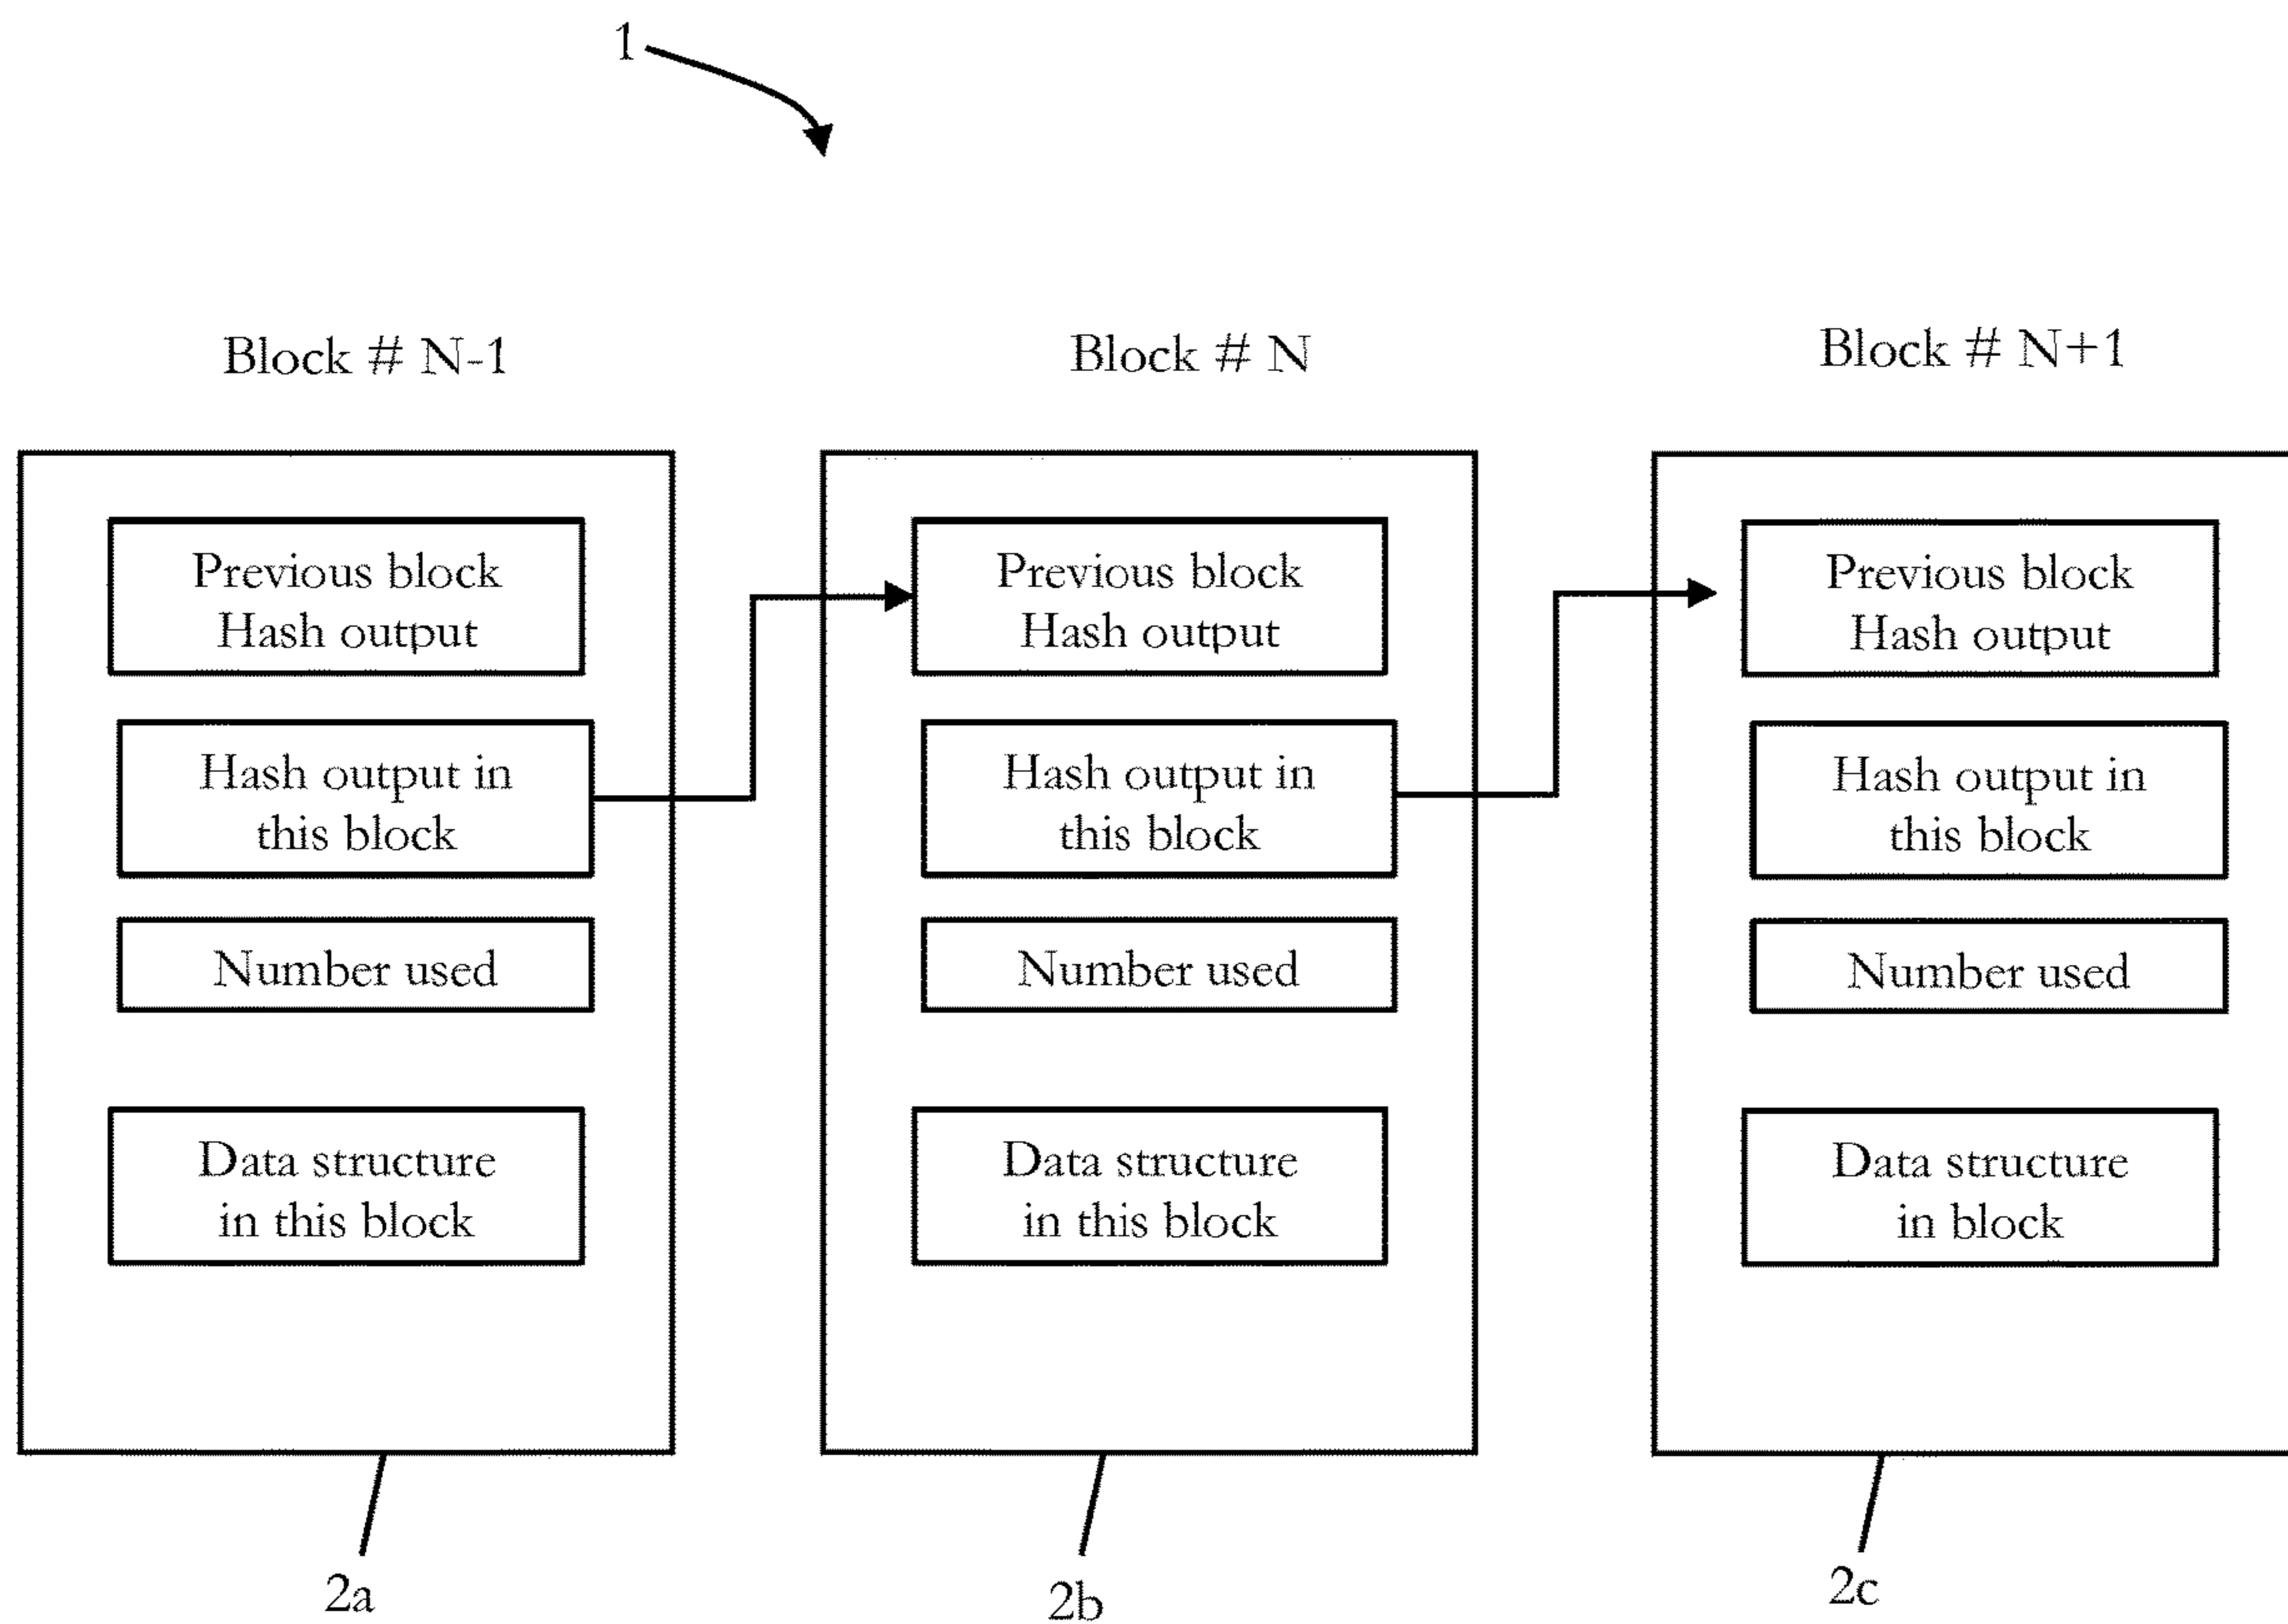 1
Block # N-1
Block # N
Block # N+1
Previous block
Hash output
Hash output in
this block
Number used
Data structure
in this block
Previous block
Hash output
Hash output in
this block
Number used
Data structure
in this block
Previous block
Hash output
Hash output in
this block
Number used
Data structure
in block
2a
2b
2c